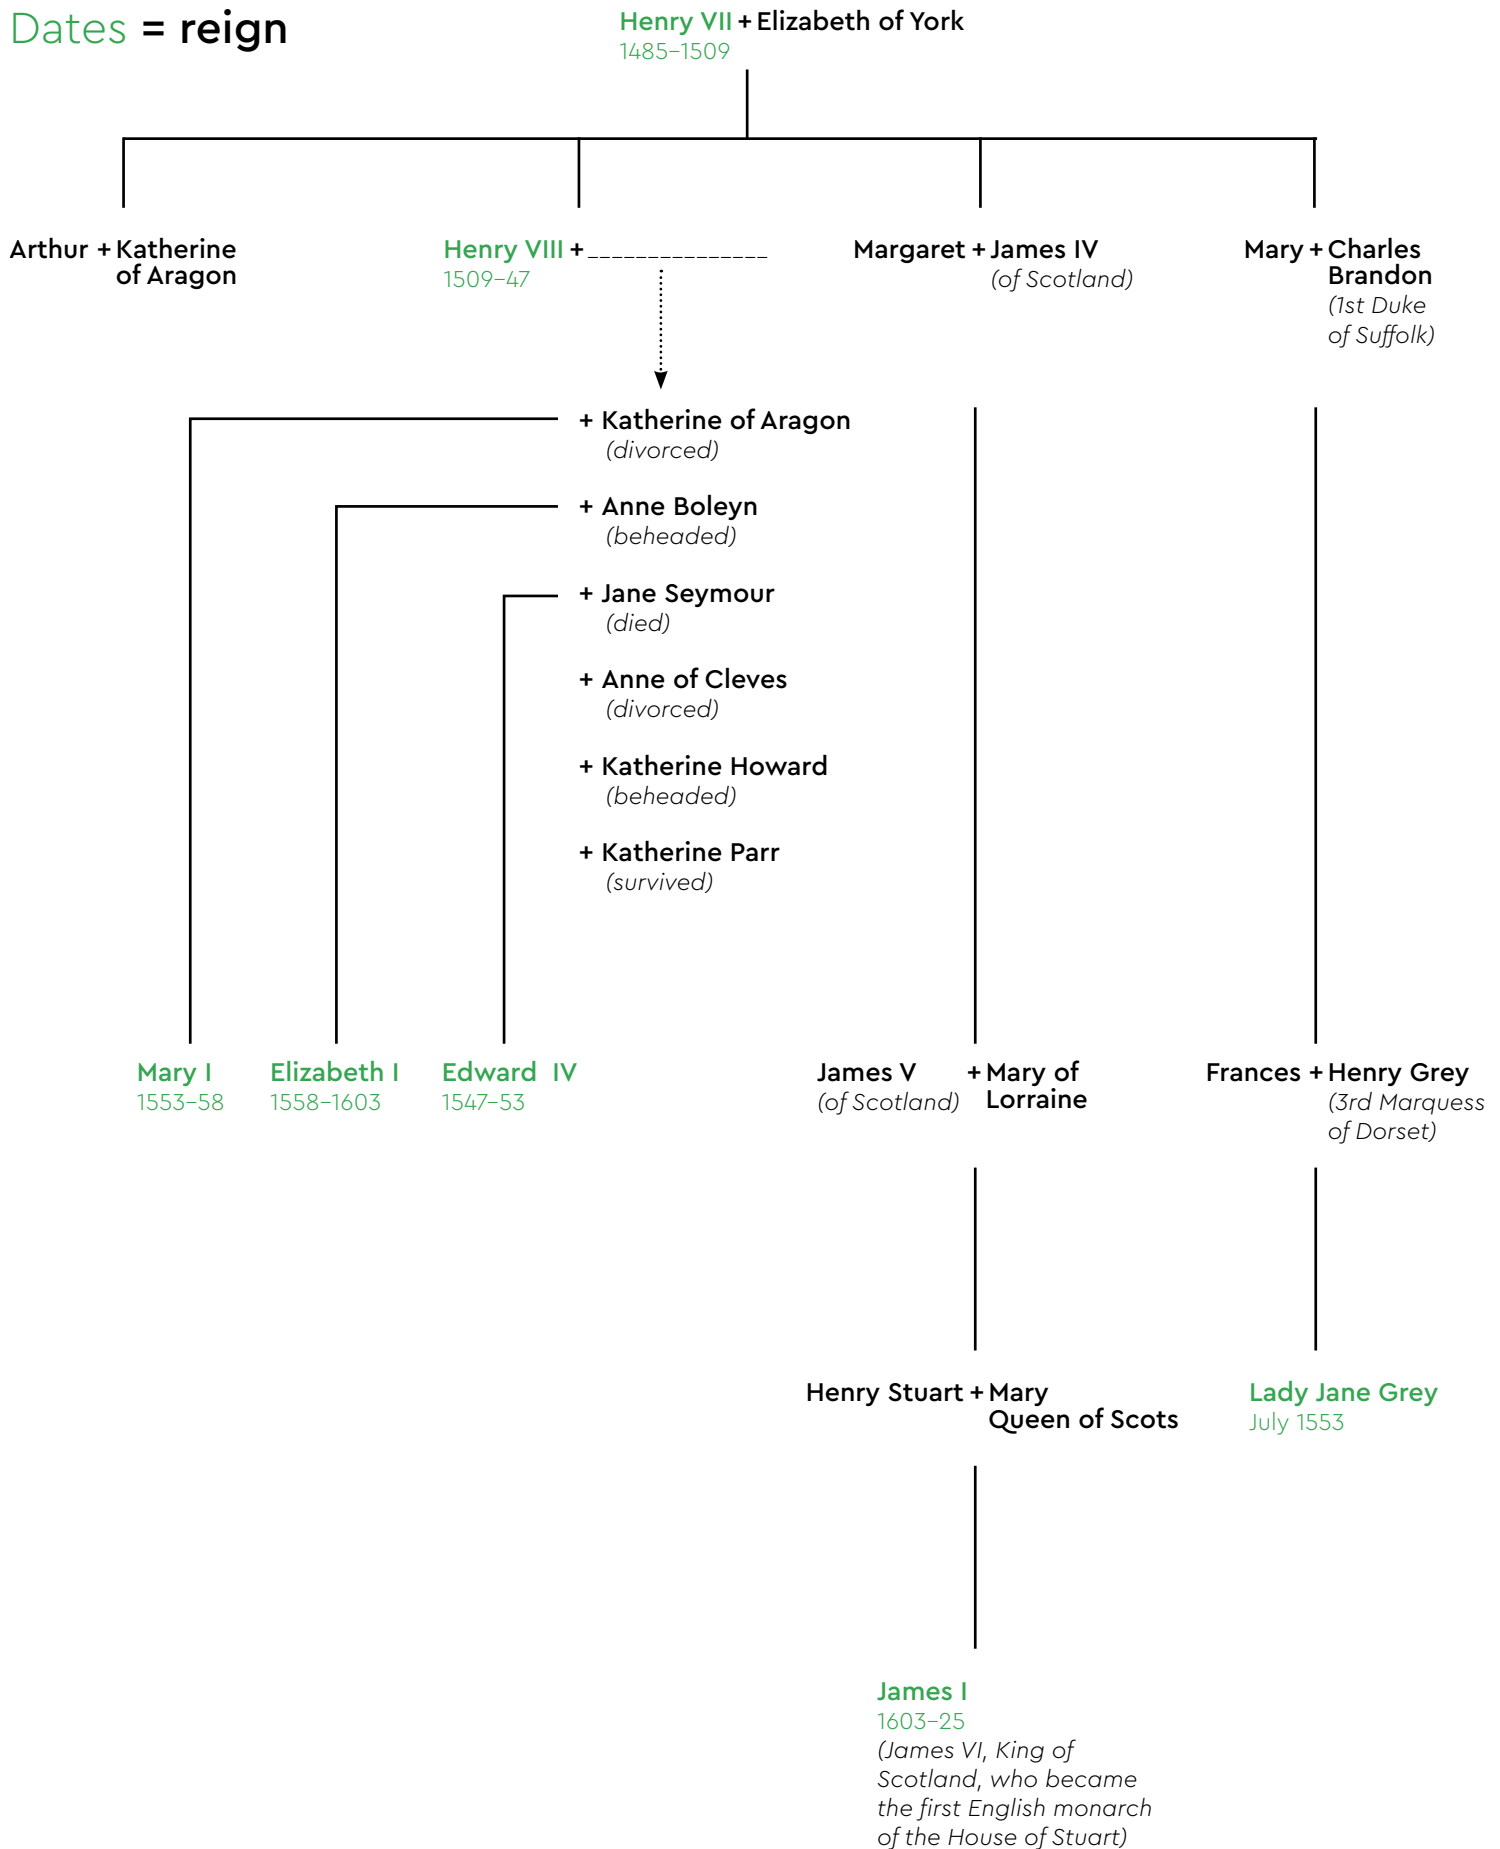 Dates = reign
Henry VII + Elizabeth of York
1485–1509
Arthur + Katherine
of Aragon
Henry VIII + _______________
1509–47
Margaret + James IV
(of Scotland)
Mary + Charles
Brandon
(1st Duke
of Suffolk)
+ Katherine of Aragon
(divorced)
+ Anne Boleyn
(beheaded)
+ Jane Seymour
(died)
+ Anne of Cleves
(divorced)
+ Katherine Howard
(beheaded)
+ Katherine Parr
(survived)
Mary I
1553–58
Elizabeth I
1558–1603
Edward IV
1547–53
James V + Mary of
(of Scotland) Lorraine
Frances + Henry Grey
(3rd Marquess
of Dorset)
Henry Stuart + Mary
Queen of Scots
Lady Jane Grey
July 1553
James I
1603–25
(James VI, King of
Scotland, who became
the first English monarch
of the House of Stuart)